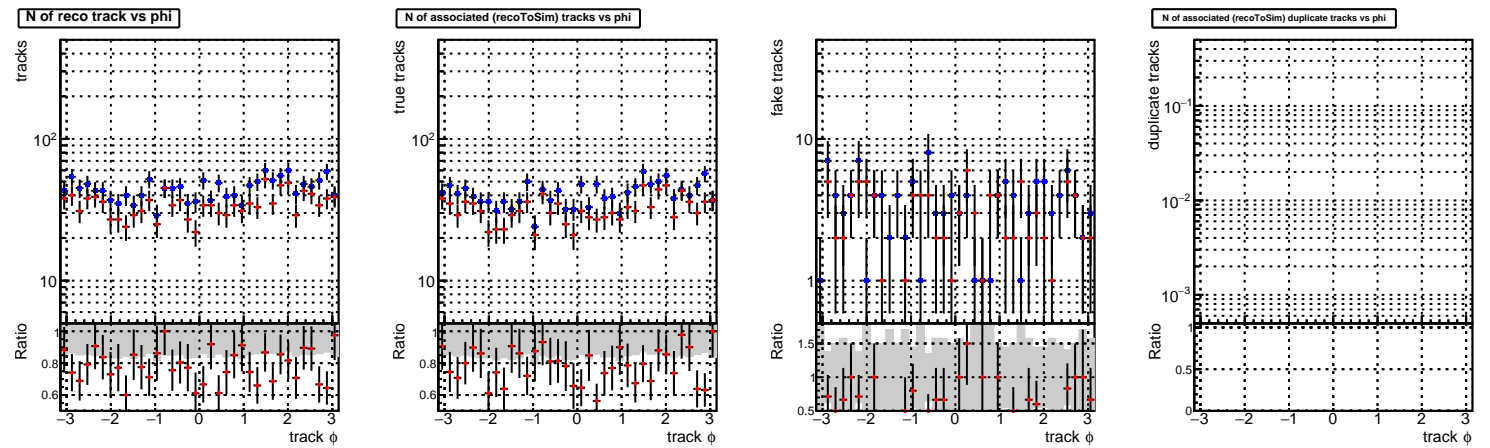 N of reco track vs phi
tracks
10²
10
Ratio
1
0.8
0.6
−3 −2 −1 0 1 2 3
track ϕ
N of associated (recoToSim) tracks vs phi
true tracks
10²
10
Ratio
1
0.8
0.6
−3 −2 −1 0 1 2 3
track ϕ
fake tracks
10
1
Ratio
1.5
1
0.5
−3 −2 −1 0 1 2 3
track ϕ
N of associated (recoToSim) duplicate tracks vs phi
duplicate tracks
10⁻¹
10⁻²
10⁻³
Ratio
1
0.5
0
−3 −2 −1 0 1 2 3
track ϕ